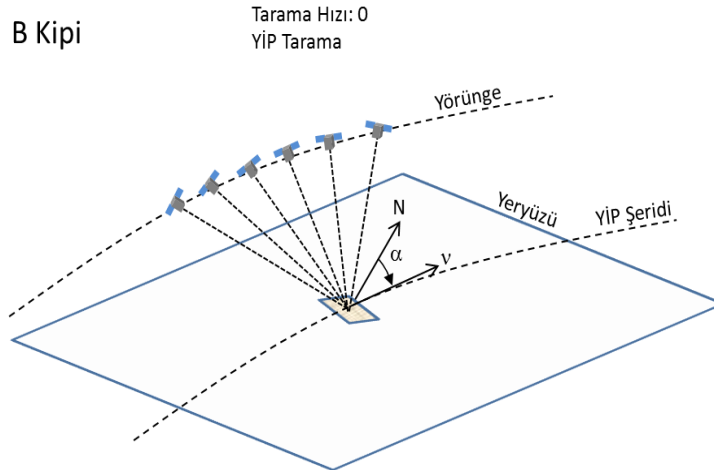 B Kipi
Tarama Hızı: 0
YİP Tarama
Yörünge
Yeryüzü
YİP Şeridi
N
α
ν